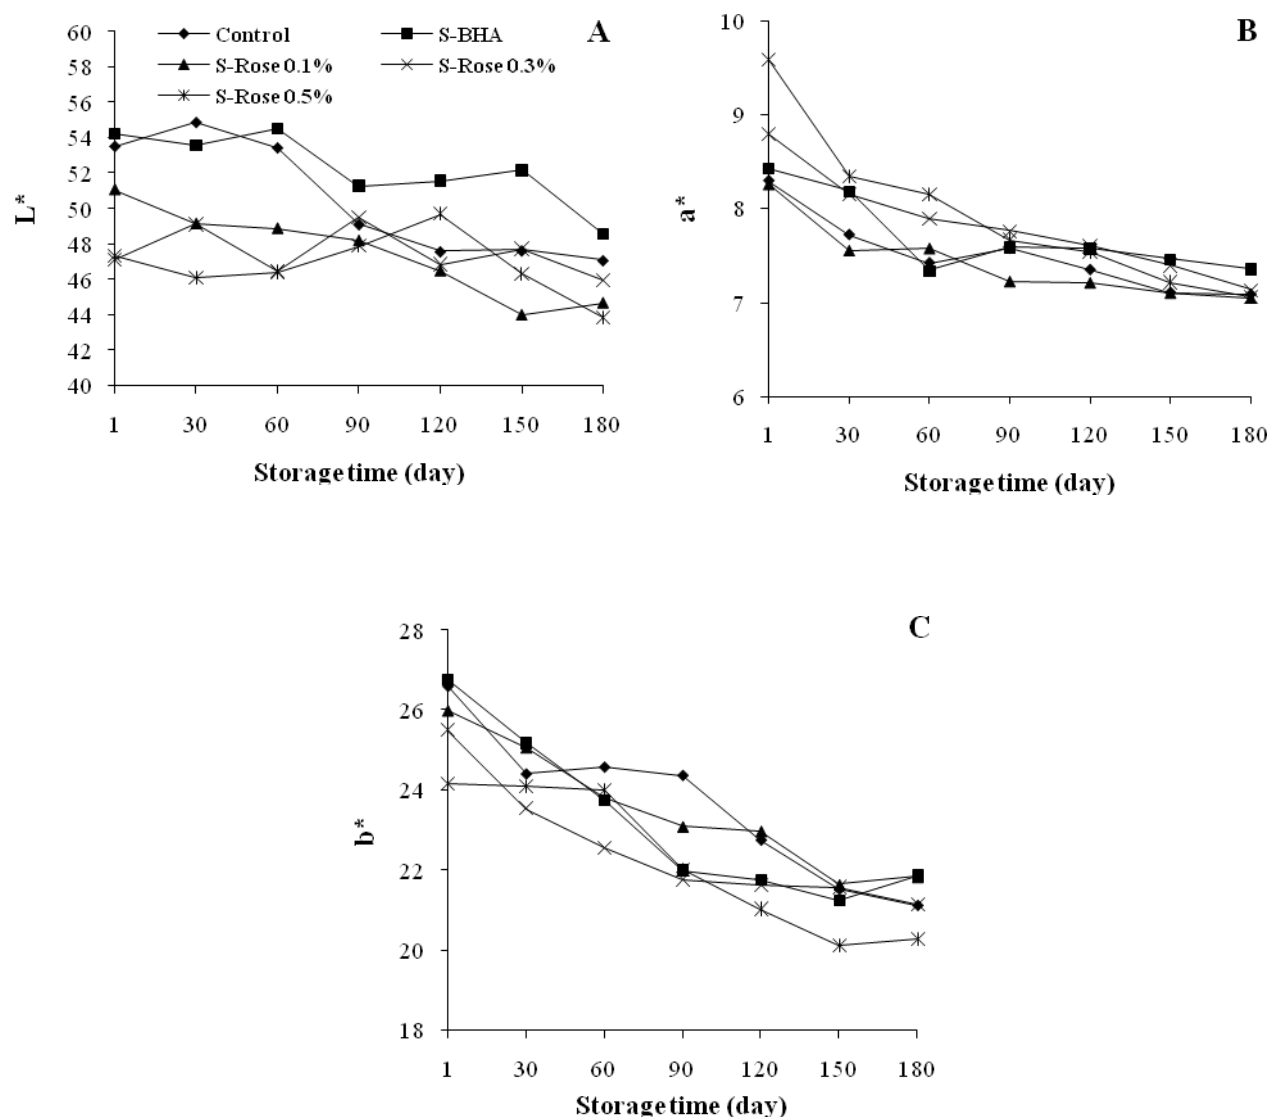 60
58
56
54
52
50
48
46
44
42
40
L*
Control
S-BHA
S-Rose 0.1%
S-Rose 0.3%
S-Rose 0.5%
A
1 30 60 90 120 150 180
Storage time (day)
10
9
8
7
6
a*
B
1 30 60 90 120 150 180
Storage time (day)
28
26
24
22
20
18
b*
C
1 30 60 90 120 150 180
Storage time (day)